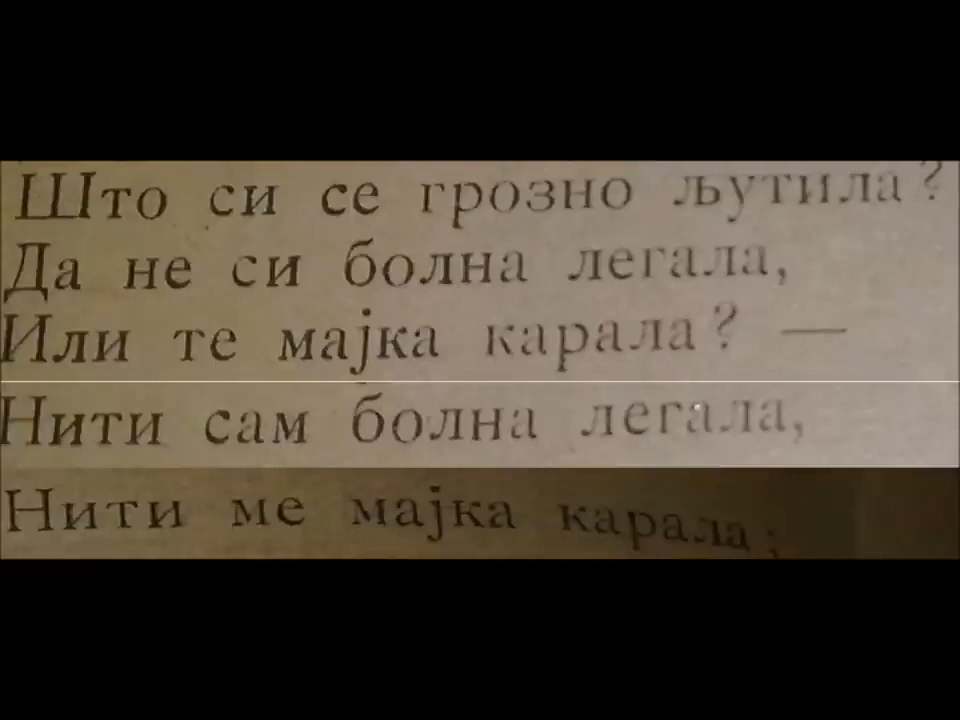 Што си се грозно љутила?
Да не си болна легала,
Или те мајка карала? —
Нити сам болна легала,
Нити ме мајка карала;